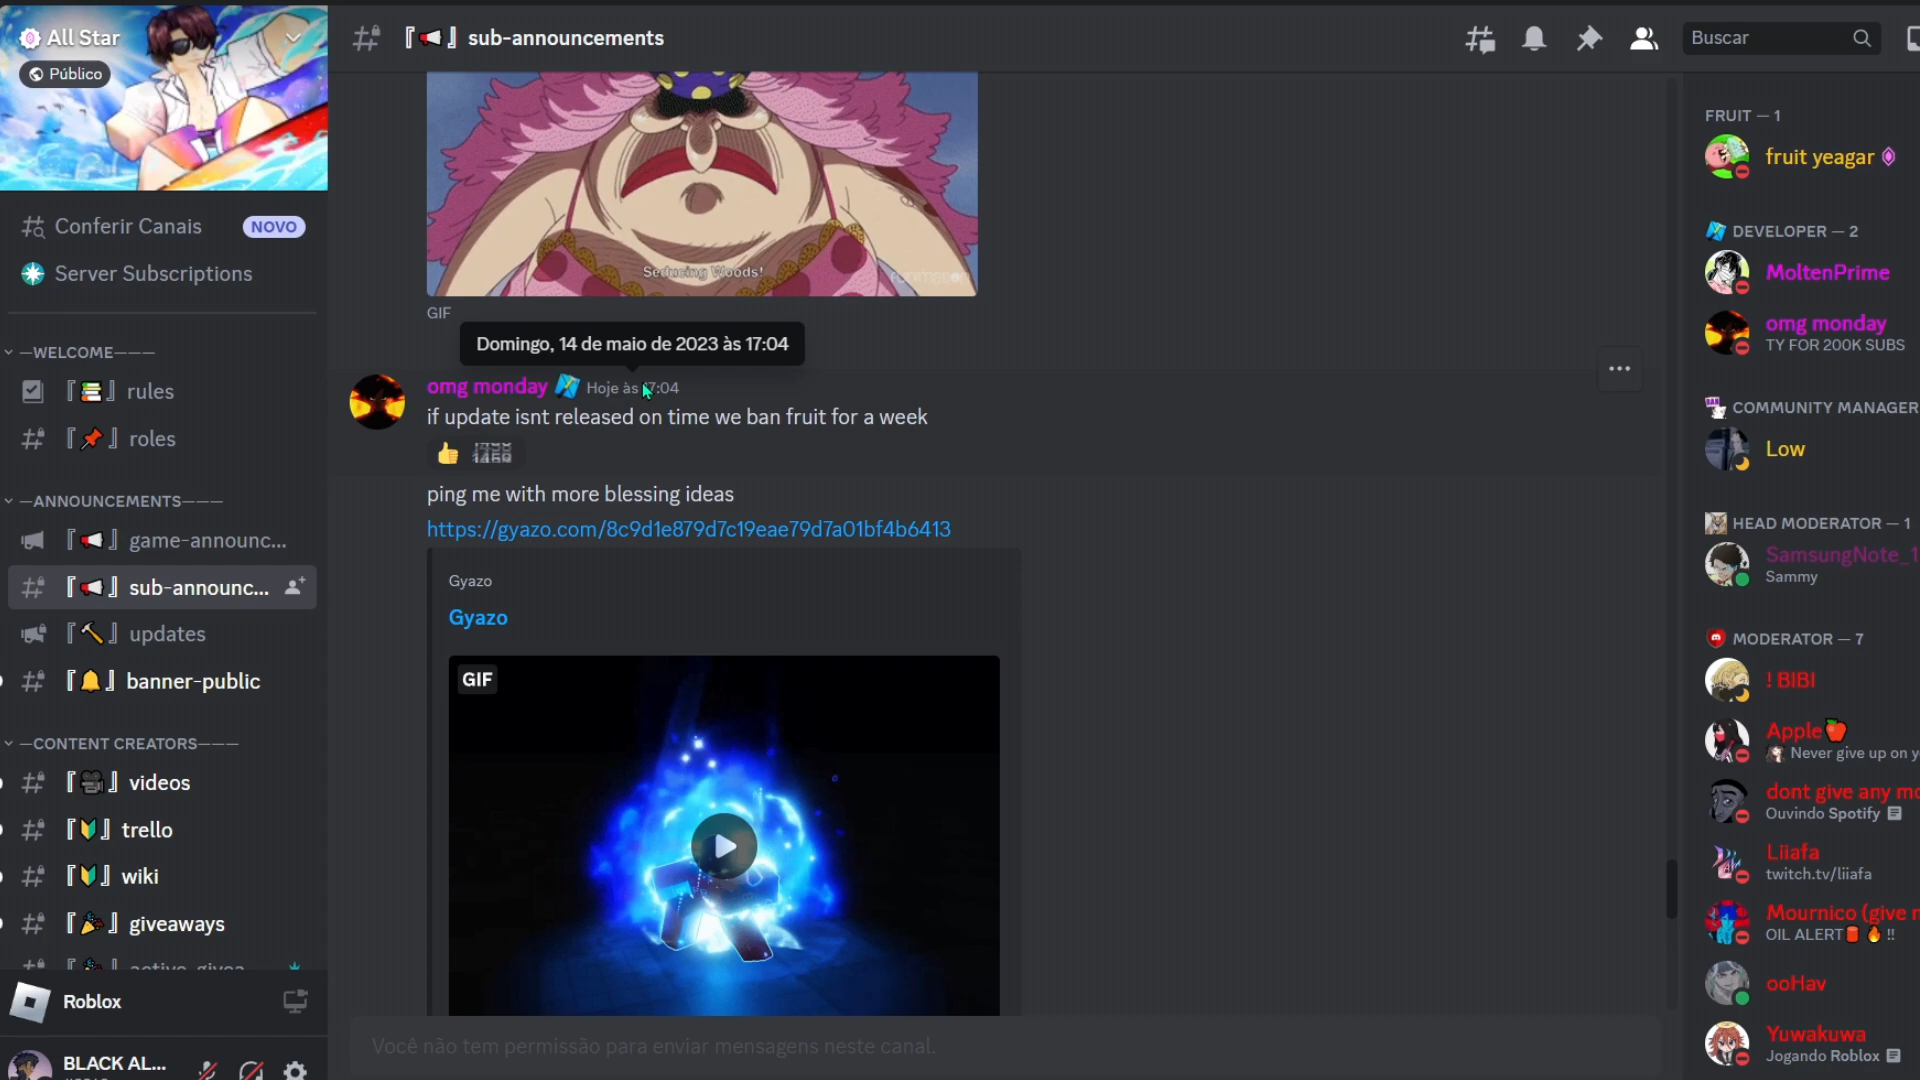 All Star
Público
Conferir Canais NOVO
Server Subscriptions
—WELCOME———
『 』 rules
『 』 roles
—ANNOUNCEMENTS———
『 』 game-announc...
『 』 sub-announc...
『 』 updates
『 』 banner-public
—CONTENT CREATORS———
『 』 videos
『 』 trello
『 』 wiki
『 』 giveaways
Roblox
BLACK AL...
『 』 sub-announcements
Buscar
Seducing Woods!
GIF
Domingo, 14 de maio de 2023 às 17:04
omg monday Hoje às 17:04
if update isnt released on time we ban fruit for a week
ping me with more blessing ideas
https://gyazo.com/8c9d1e879d7c19eae79d7a01bf4b6413
Gyazo
Gyazo
GIF
Você não tem permissão para enviar mensagens neste canal.
FRUIT — 1
fruit yeagar
DEVELOPER — 2
MoltenPrime
omg monday
TY FOR 200K SUBS
COMMUNITY MANAGER
Low
HEAD MODERATOR — 1
SamsungNote_1
Sammy
MODERATOR — 7
! BIBI
Apple
Never give up on y
dont give any mo
Ouvindo Spotify
Liiafa
twitch.tv/liiafa
Mournico (give
OIL ALERT !!
ooHav
Yuwakuwa
Jogando Roblox